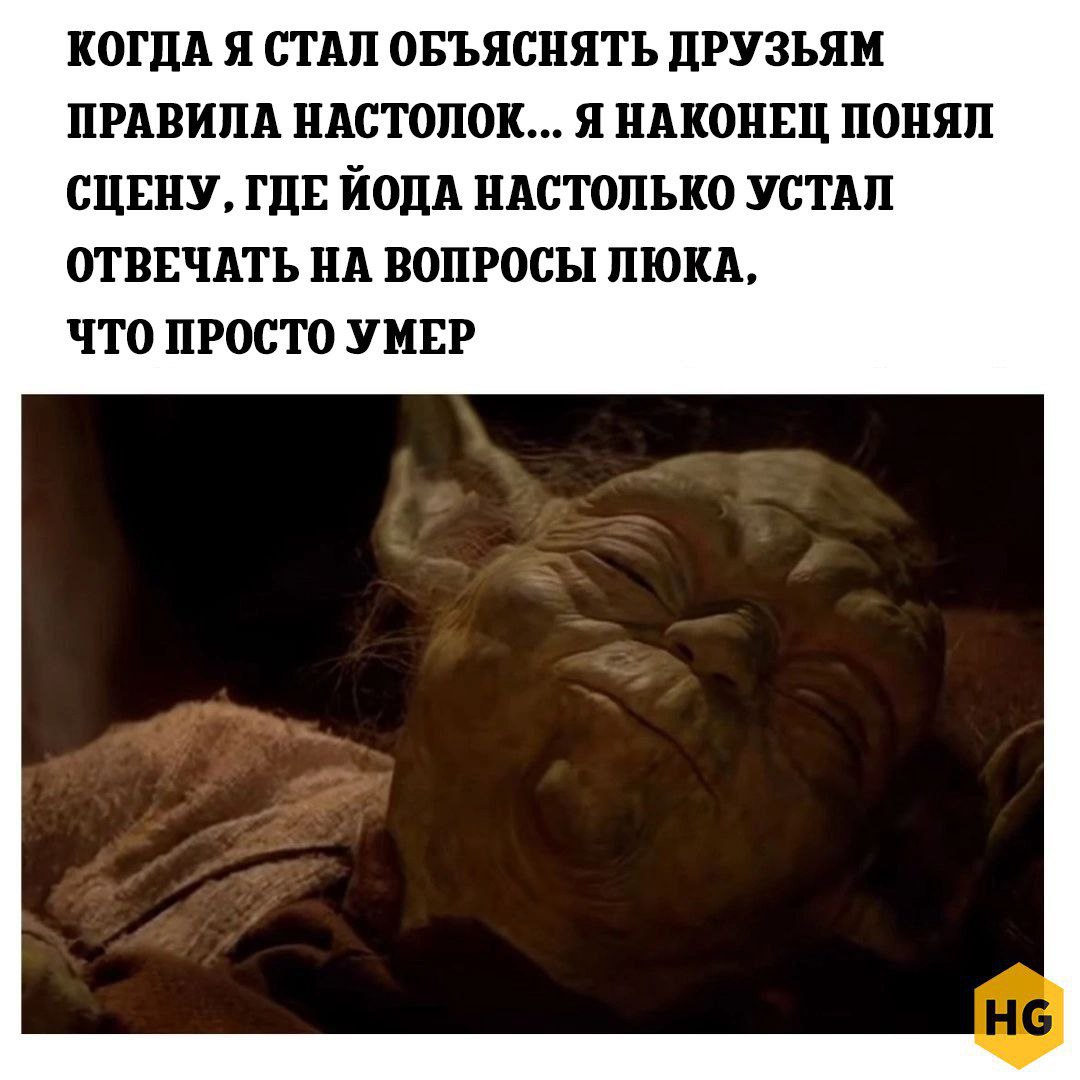 КОГДА Я СТАЛ ОБЪЯСНЯТЬ ДРУЗЬЯМ
ПРАВИЛА НАСТОЛОК... Я НАКОНЕЦ ПОНЯЛ
СЦЕНУ, ГДЕ ЙОДА НАСТОЛЬКО УСТАЛ
ОТВЕЧАТЬ НА ВОПРОСЫ ЛЮКА,
ЧТО ПРОСТО УМЕР
HG